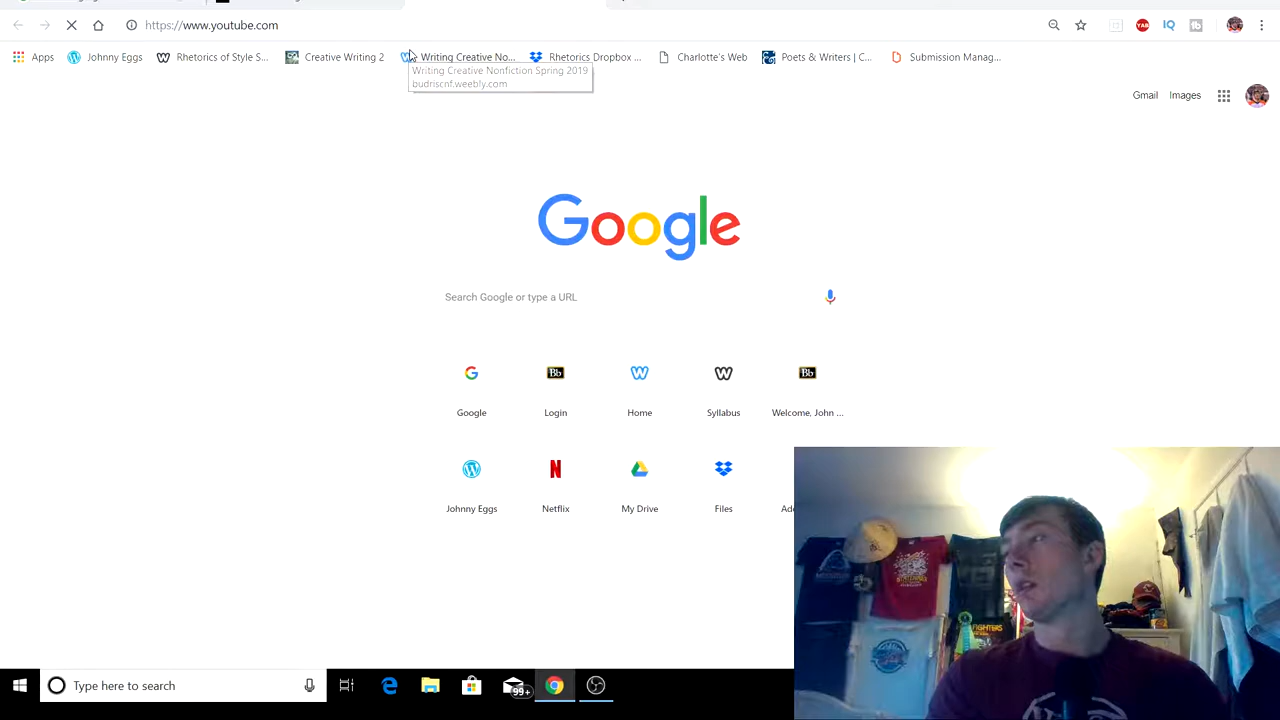 https://www.youtube.com
Apps Johnny Eggs Rhetorics of Style S... Creative Writing 2 Writing Creative No... Rhetorics Dropbox ... Charlotte's Web Poets & Writers | C... Submission Manag...
Writing Creative Nonfiction Spring 2019
budriscnf.weebly.com
Gmail Images
Google
Search Google or type a URL
Google Login Home Syllabus Welcome, John ...
Johnny Eggs Netflix My Drive Files
Type here to search
99+